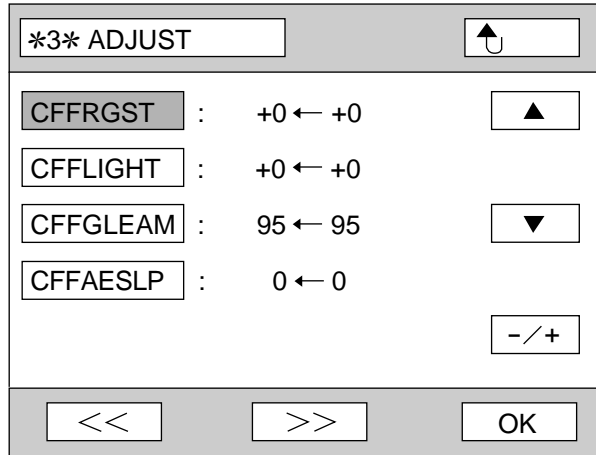 *3* ADJUST
CFFRGST : +0 ← +0 ▲
CFFLIGHT : +0 ← +0
CFFGLEAM : 95 ← 95 ▼
CFFAESLP : 0 ← 0
-/+
<< >> OK